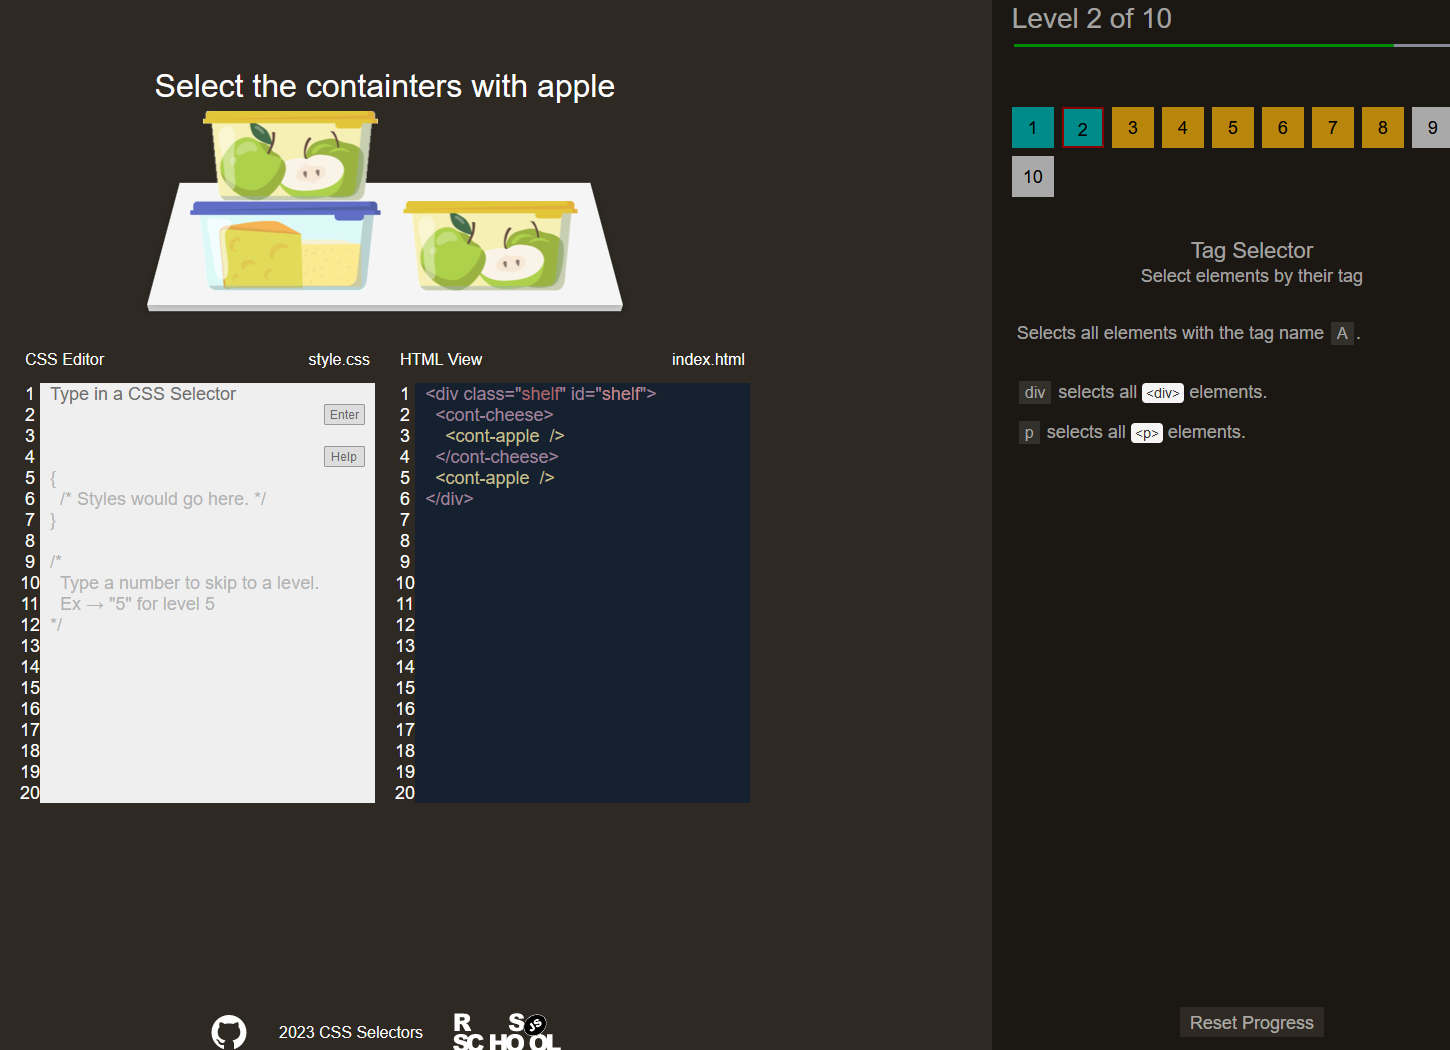 Level 2 of 10
Select the containters with apple
1 2 3 4 5 6 7 8 9
10
Tag Selector
Select elements by their tag
Selects all elements with the tag name A .
div selects all <div> elements.
p selects all <p> elements.
CSS Editor style.css
1 Type in a CSS Selector
2 Enter
3
4 Help
5 {
6 /* Styles would go here. */
7 }
8
9 /*
10 Type a number to skip to a level.
11 Ex → "5" for level 5
12 */
13
14
15
16
17
18
19
20
HTML View index.html
1 <div class="shelf" id="shelf">
2 <cont-cheese>
3 <cont-apple />
4 </cont-cheese>
5 <cont-apple />
6 </div>
7
8
9
10
11
12
13
14
15
16
17
18
19
20
Reset Progress
2023 CSS Selectors
R S JS
SCHOOL